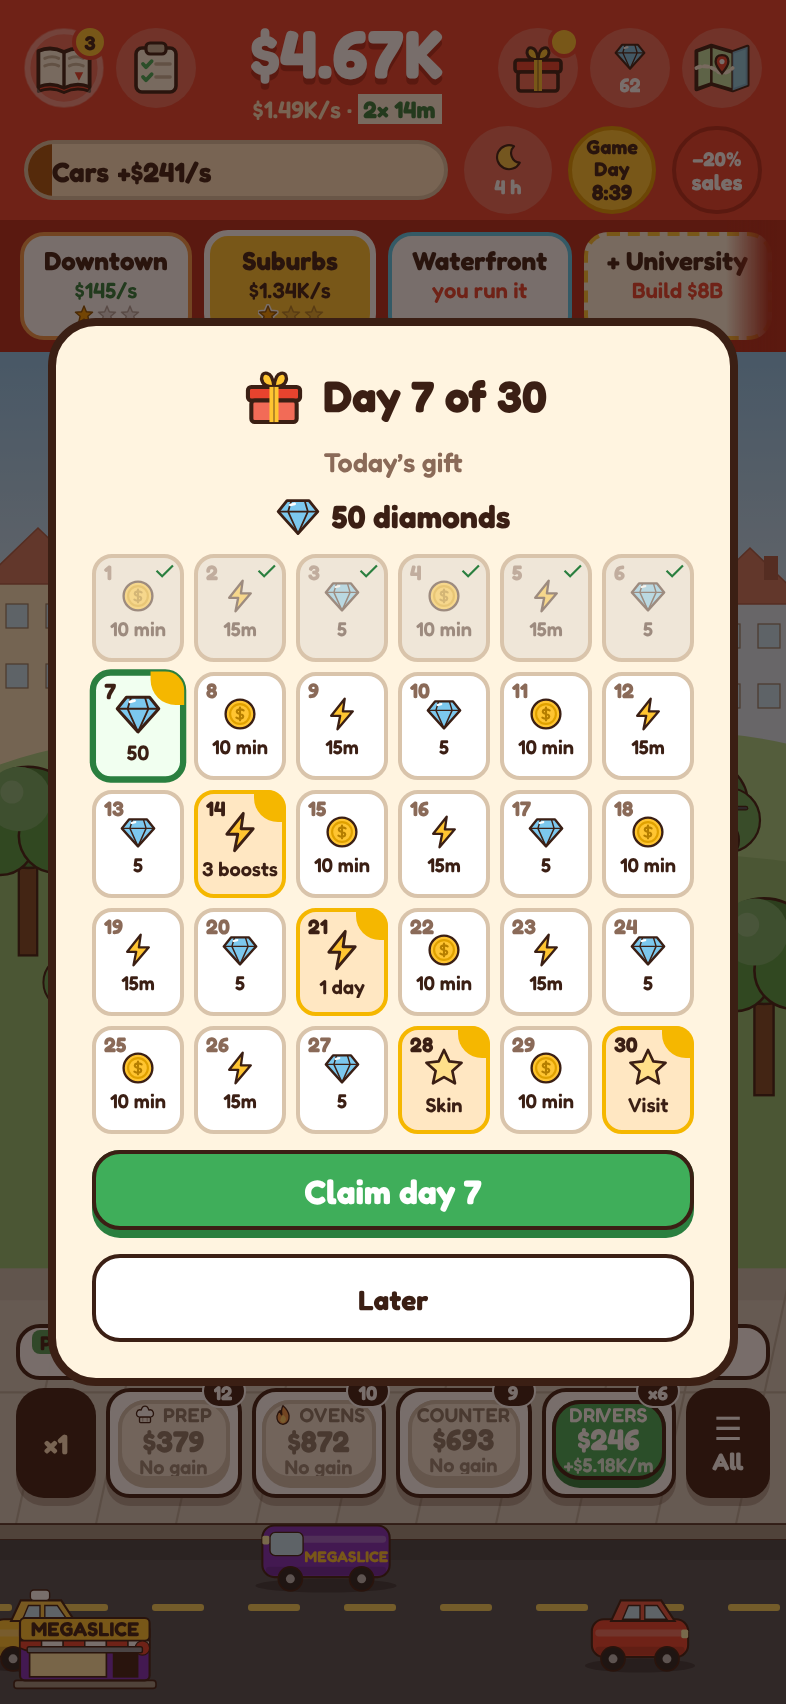 3
$4.67K
$1.49K/s · 2x 14m
62
Cars +$241/s
4 h
Game
Day
8:39
-20%
sales
Downtown
$145/s
Suburbs
$1.34K/s
Waterfront
you run it
+ University
Build $8B
Day 7 of 30
Today's gift
50 diamonds
1
10 min
2
15m
3
5
4
10 min
5
15m
6
5
7
50
8
10 min
9
15m
10
5
11
10 min
12
15m
13
5
14
3 boosts
15
10 min
16
15m
17
5
18
10 min
19
15m
20
5
21
1 day
22
10 min
23
15m
24
5
25
10 min
26
15m
27
5
28
Skin
29
10 min
30
Visit
Claim day 7
Later
x1
12
PREP
$379
No gain
10
OVENS
$872
No gain
9
COUNTER
$693
No gain
x6
DRIVERS
$246
+$5.18K/m
All
MEGASLICE
MEGASLICE